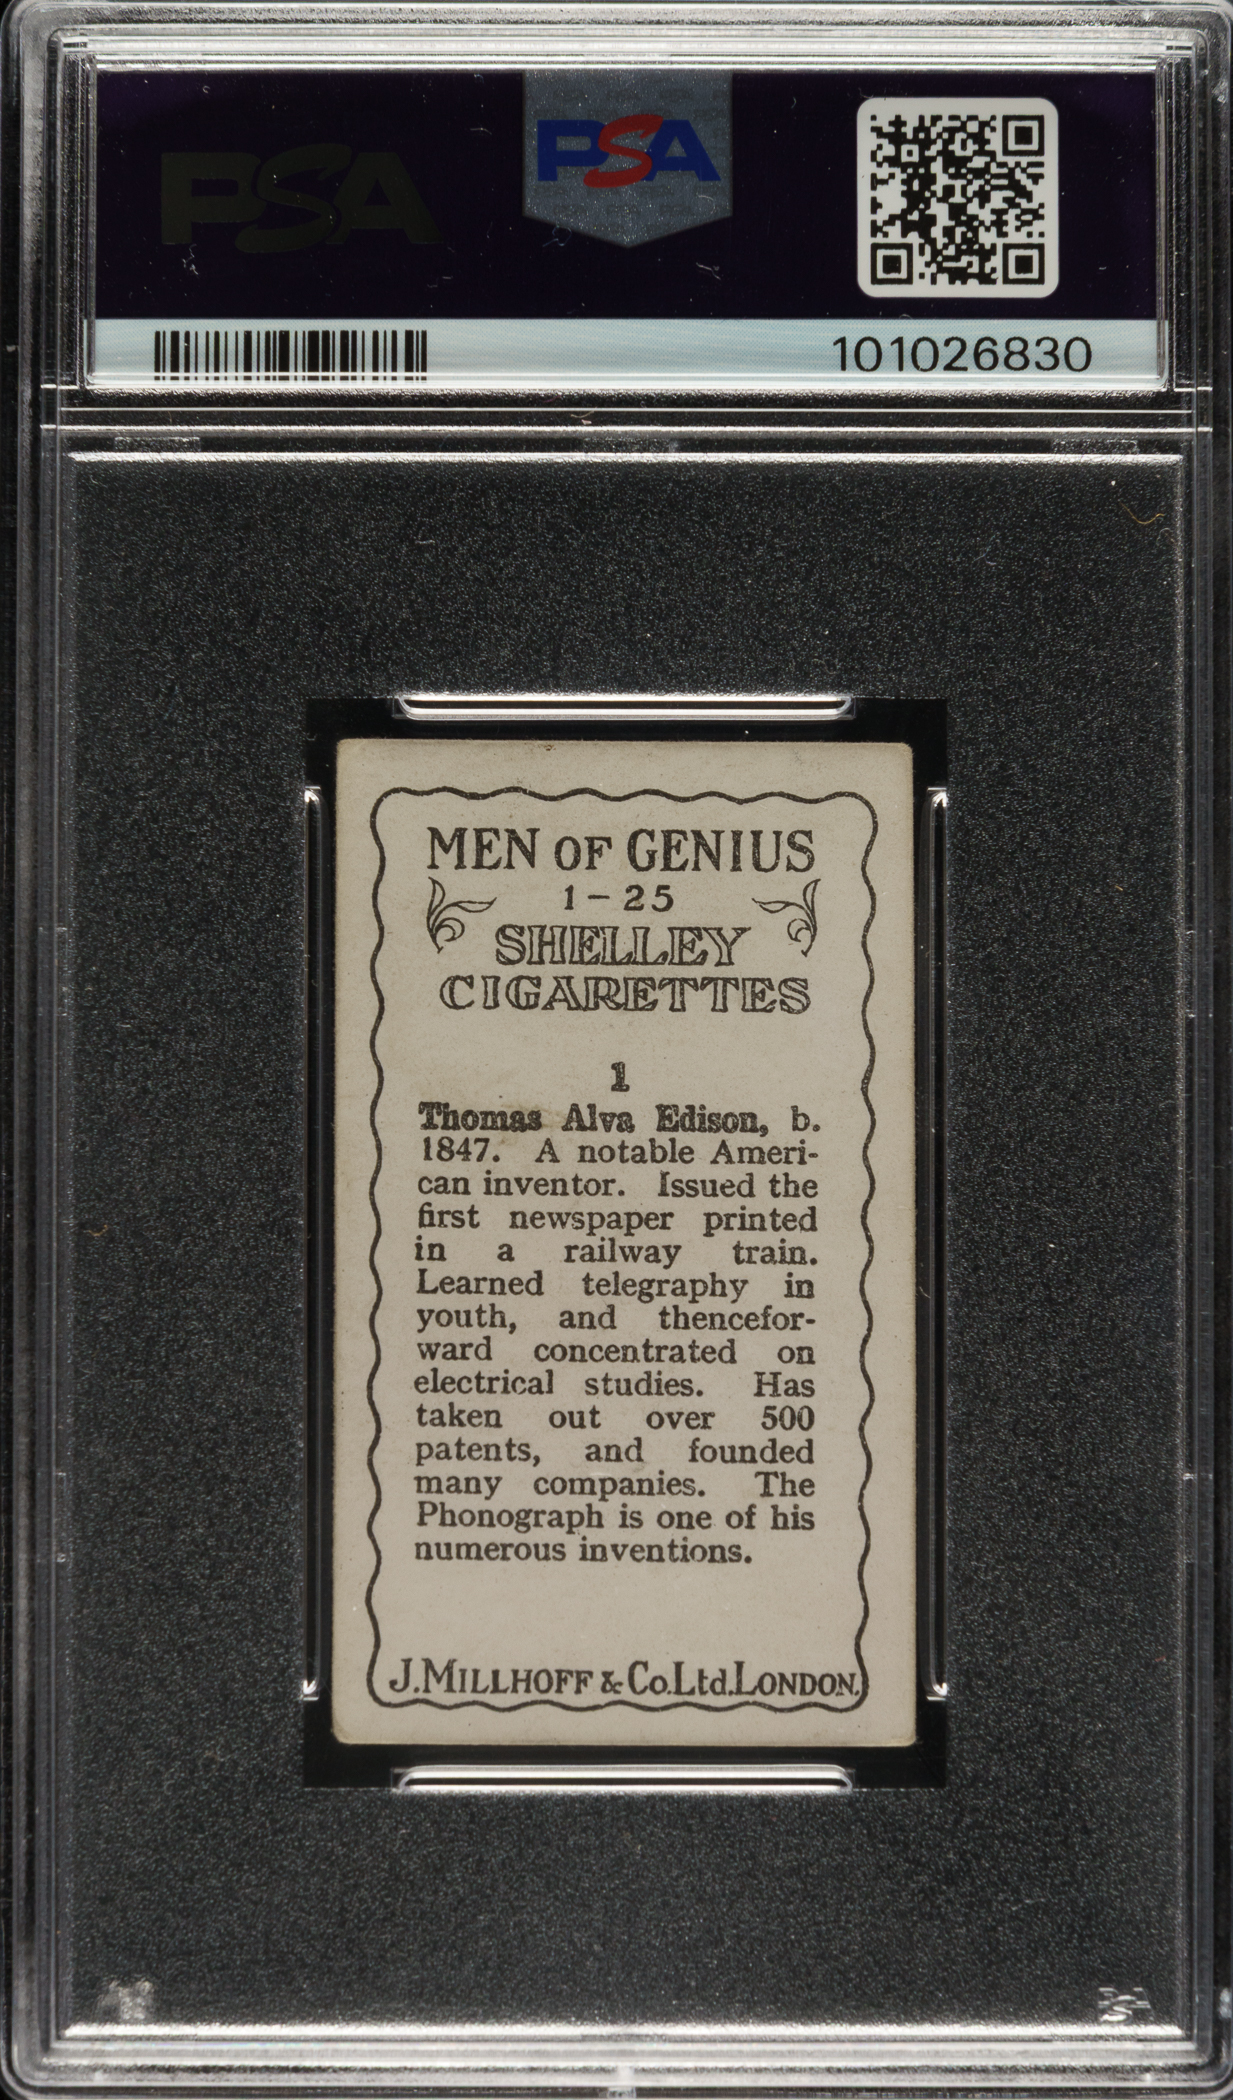 PSA
PSA
101026830
MEN OF GENIUS
1-25
SHELLEY
CIGARETTES
1
Thomas Alva Edison, b.
1847. A notable Ameri-
can inventor. Issued the
first newspaper printed
in a railway train.
Learned telegraphy in
youth, and thencefor-
ward concentrated on
electrical studies. Has
taken out over 500
patents, and founded
many companies. The
Phonograph is one of his
numerous inventions.
J. MILLHOFF & Co. Ltd. LONDON.